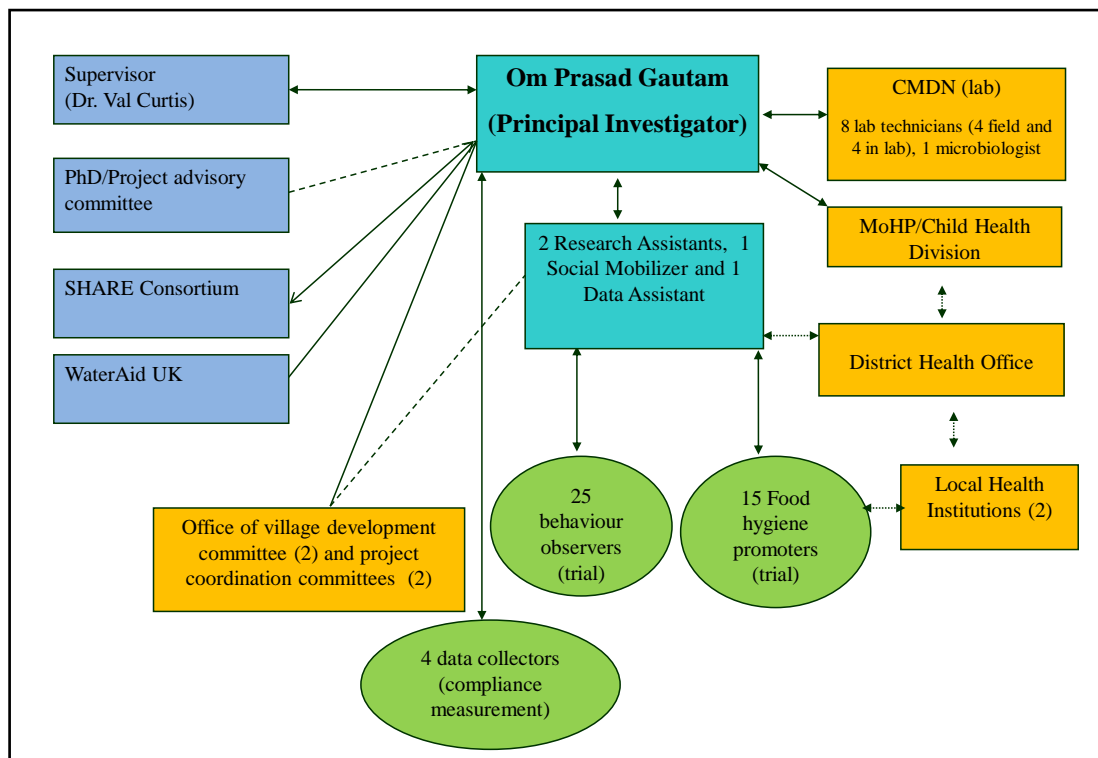 Supervisor
(Dr. Val Curtis)
Om Prasad Gautam
(Principal Investigator)
CMDN (lab)
8 lab technicians (4 field and
4 in lab), 1 microbiologist
PhD/Project advisory
committee
MoHP/Child Health
Division
2 Research Assistants, 1
Social Mobilizer and 1
Data Assistant
SHARE Consortium
WaterAid UK
District Health Office
Local Health
Institutions (2)
25
behaviour
observers
(trial)
15 Food
hygiene
promoters
(trial)
Office of village development
committee (2) and project
coordination committees (2)
4 data collectors
(compliance
measurement)